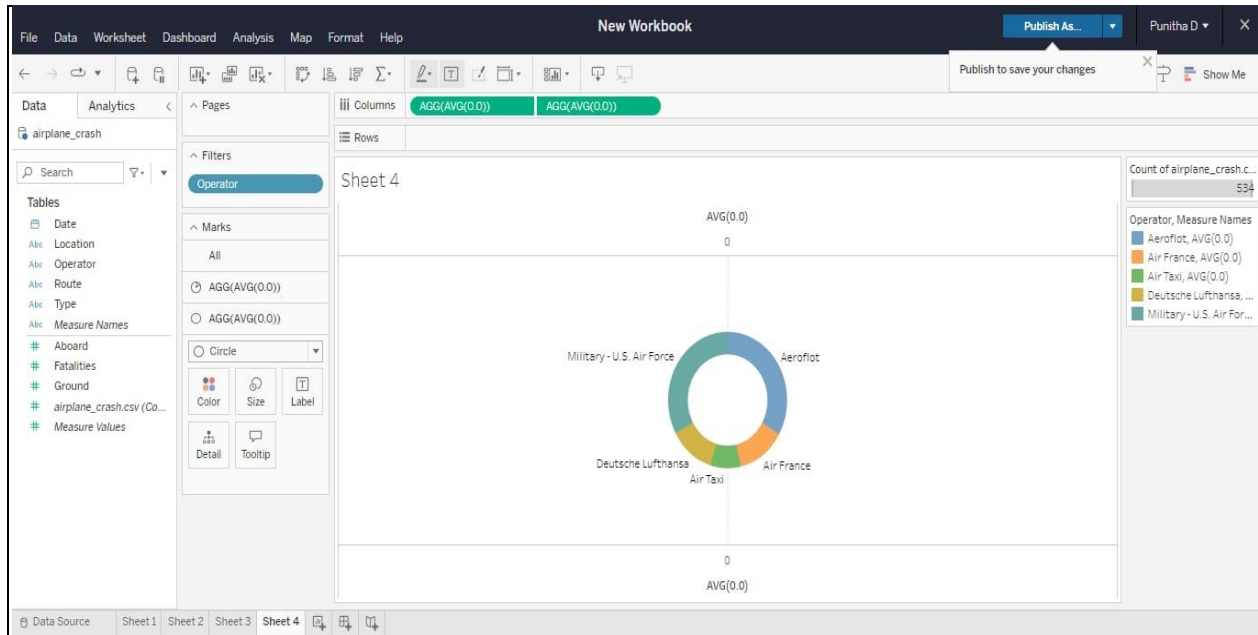 New Workbook
Publish As...
Punitha D
File Data Worksheet Dashboard Analysis Map Format Help
Publish to save your changes
Show Me
Data Analytics
Pages
Columns AGG(AVG(0.0)) AGG(AVG(0.0))
airplane_crash
Rows
Filters
Search
Operator
Sheet 4
Count of airplane_crash.c...
534
Tables
Date
Location
Operator
Route
Type
Measure Names
Aboard
Fatalities
Ground
airplane_crash.csv (Co...
Measure Values
Marks
All
AGG(AVG(0.0))
AGG(AVG(0.0))
Circle
Color Size Label
Detail Tooltip
AVG(0.0)
0
Military - U.S. Air Force
Aeroflot
Deutsche Lufthansa
Air France
Air Taxi
0
AVG(0.0)
Operator, Measure Names
Aeroflot, AVG(0.0)
Air France, AVG(0.0)
Air Taxi, AVG(0.0)
Deutsche Lufthansa, ...
Military - U.S. Air For...
Data Source Sheet 1 Sheet 2 Sheet 3 Sheet 4